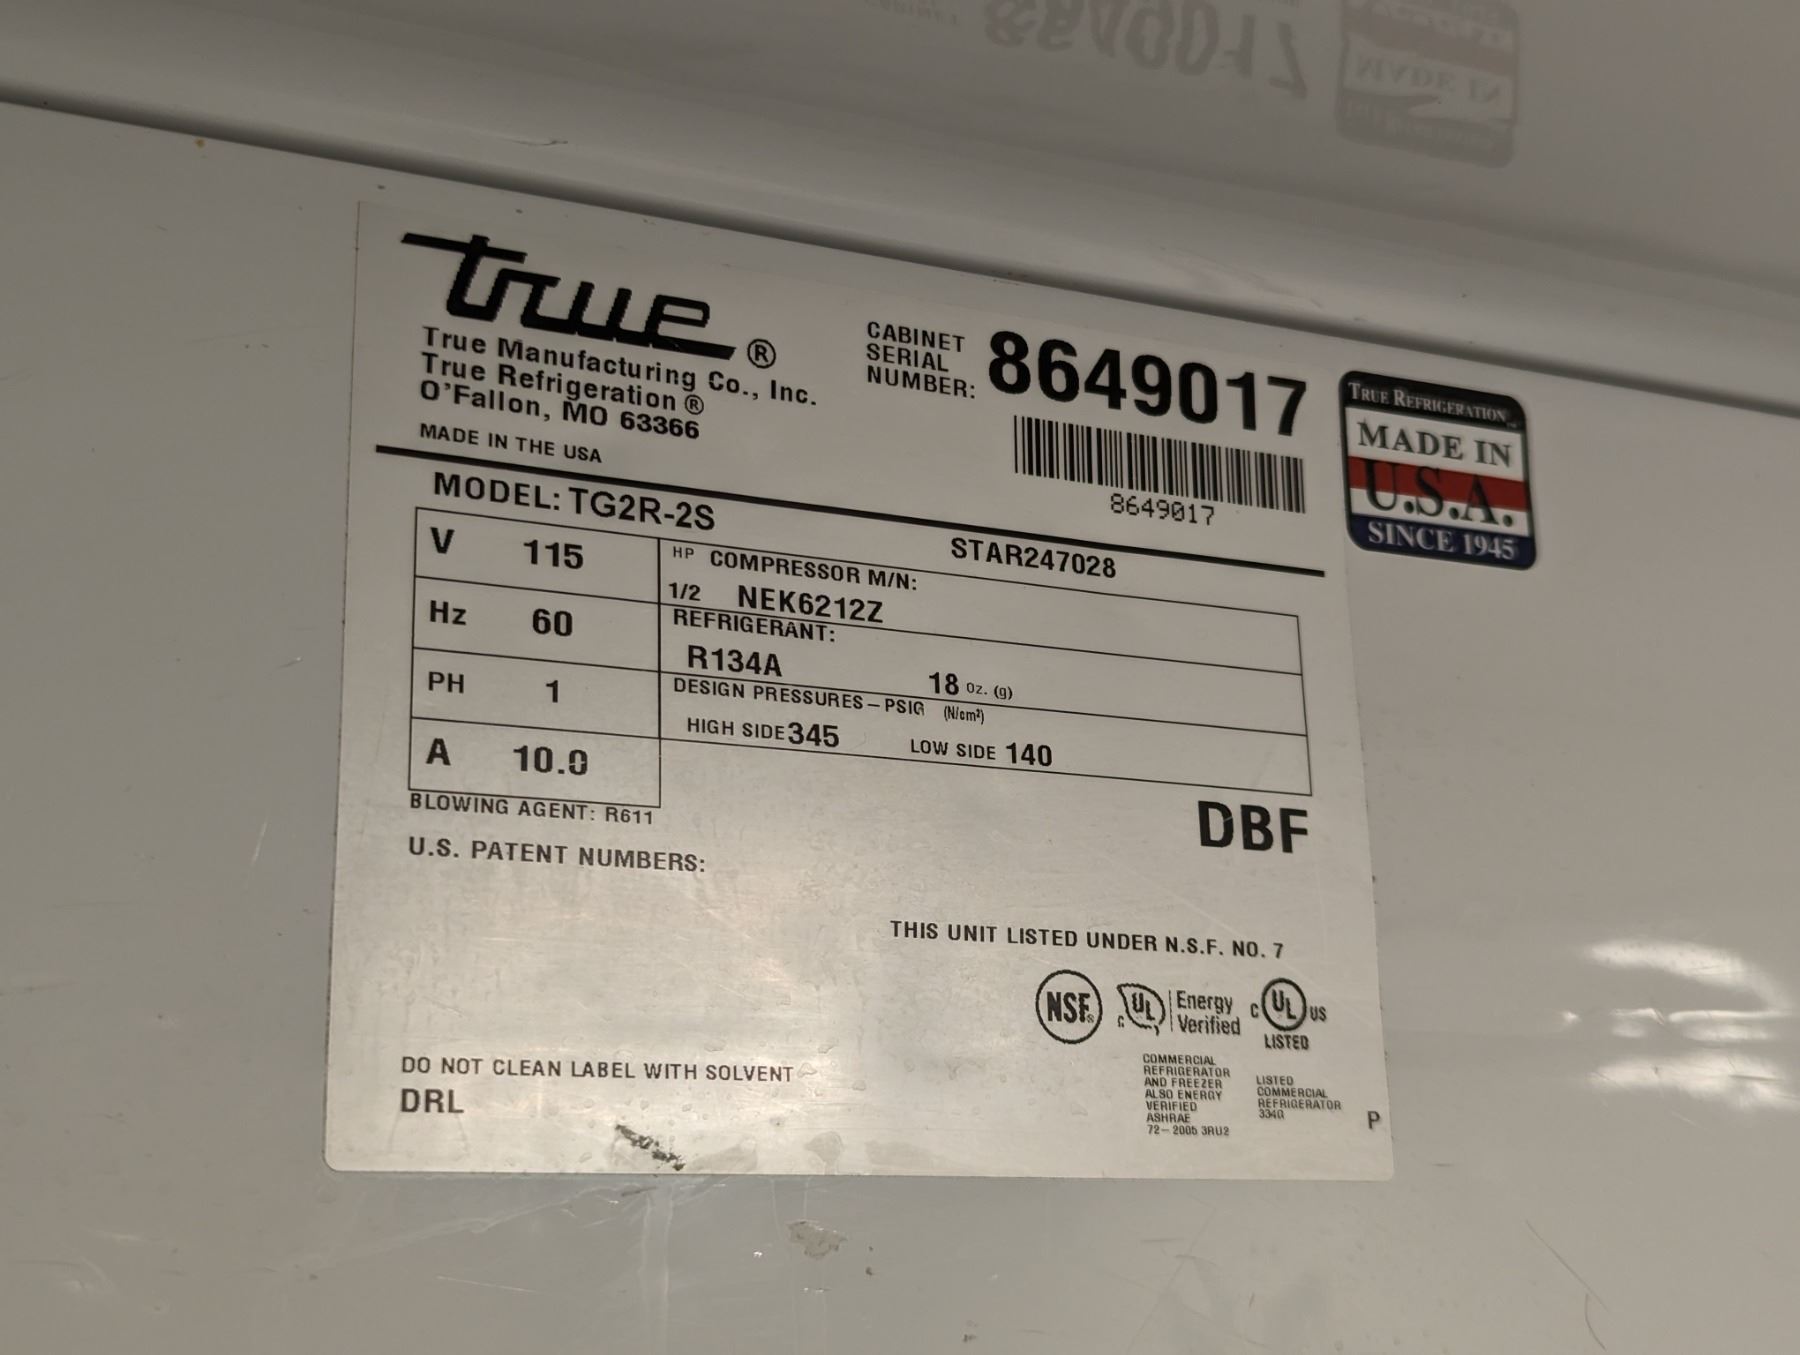 true®
True Manufacturing Co., Inc.
True Refrigeration®
O'Fallon, MO 63366
MADE IN THE USA
CABINET
SERIAL
NUMBER: 8649017
8649017
TRUE REFRIGERATION
MADE IN
U.S.A.
SINCE 1945
MODEL: TG2R-2S
STAR247028
V 115
Hz 60
PH 1
A 10.0
HP COMPRESSOR M/N:
1/2 NEK6212Z
REFRIGERANT:
R134A 18 oz. (g)
DESIGN PRESSURES – PSIG (N/cm²)
HIGH SIDE 345 LOW SIDE 140
BLOWING AGENT: R611
DBF
U.S. PATENT NUMBERS:
THIS UNIT LISTED UNDER N.S.F. NO. 7
NSF®
C UL Energy
Verified
C UL US
LISTED
COMMERCIAL
REFRIGERATOR
AND FREEZER
ALSO ENERGY
VERIFIED
ASHRAE
72-2005 3RU2
LISTED
COMMERCIAL
REFRIGERATOR
P
DO NOT CLEAN LABEL WITH SOLVENT
DRL